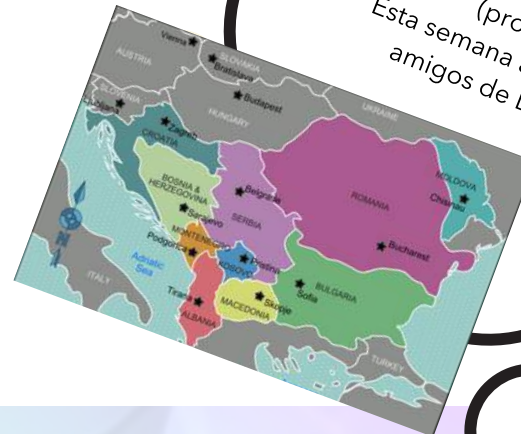 (pro
Esta semana
amigos de
Vienna
SLOVAKIA
Bratislava
AUSTRIA
Budapest
UKRAINE
SLOVENIA
HUNGARY
Zagreb
CROATIA
MOLDOVA
Chisinau
BOSNIA &
HERZEGOVINA
Belgrade
ROMANIA
Sarajevo
SERBIA
MONTENEGRO
Bucharest
Podgorica
KOSOVO
Pristina
Adriatic
Sea
BULGARIA
Sofia
ITALY
Tirana
MACEDONIA
Skopje
ALBANIA
TURKEY
N